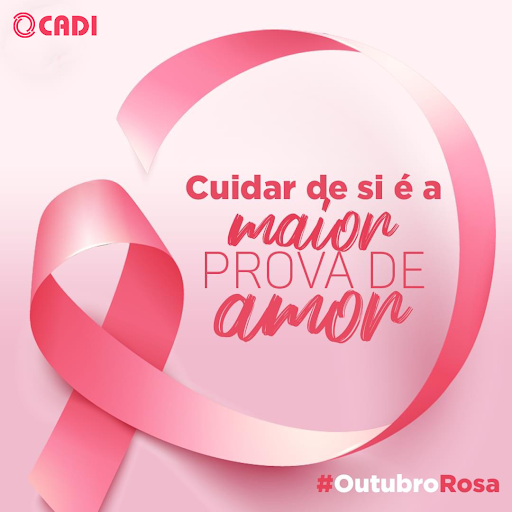 CADI
Cuidar de si é a
maior
PROVA DE
amor
#OutubroRosa